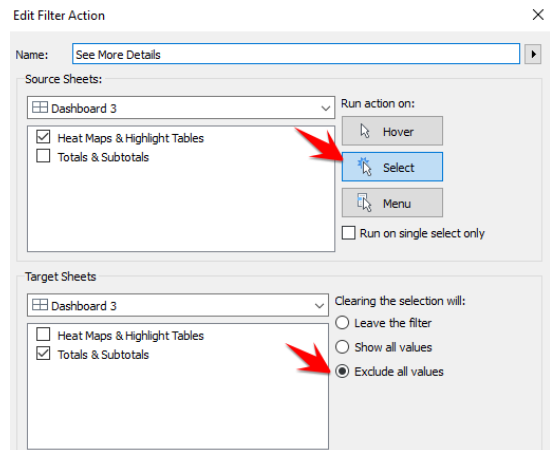 Edit Filter Action
Name: See More Details
Source Sheets:
Dashboard 3
Heat Maps & Highlight Tables
Totals & Subtotals
Run action on:
Hover
Select
Menu
Run on single select only
Target Sheets
Dashboard 3
Heat Maps & Highlight Tables
Totals & Subtotals
Clearing the selection will:
Leave the filter
Show all values
Exclude all values